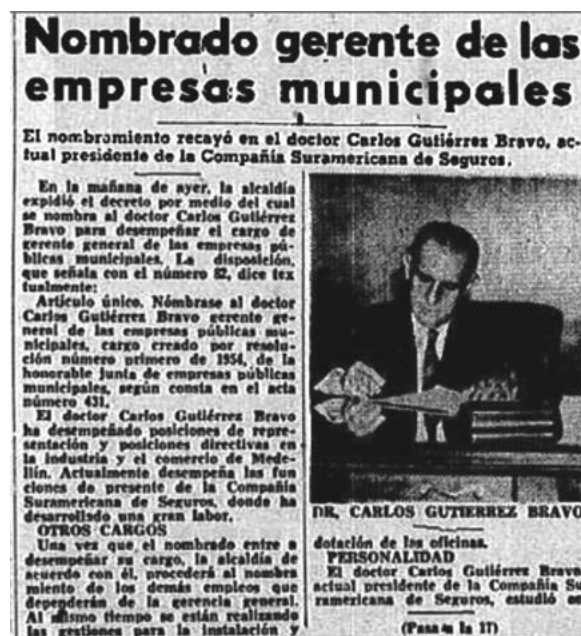 Nombrado gerente de las
empresas municipales
El nombramiento recayó en el doctor Carlos Gutiérrez Bravo, ac-
tual presidente de la Compañía Suramericana de Seguros.
En la mañana de ayer, la alcaldía
expidió el decreto por medio del cual
se nombra al doctor Carlos Gutiérrez
Bravo para desempeñar el cargo de
gerente general de las empresas pú-
blicas municipales. La disposición,
que señala con el número 82, dice tex
tualmente:
Artículo único. Nómbrase al doctor
Carlos Gutiérrez Bravo gerente ge-
neral de las empresas públicas mu-
nicipales, cargo creado por resolu-
ción número primero de 1954, de la
honorable junta de empresas públicas
municipales, según consta en el acta
número 431.
El doctor Carlos Gutiérrez Bravo
ha desempeñado posiciones de repre-
sentación y posiciones directivas en
la industria y el comercio de Mede-
llín. Actualmente desempeña las fun
ciones de presente de la Compañía
Suramericana de Seguros, donde ha
desarrollado una gran labor.
OTROS CARGOS
Una vez que el nombrado entre a
desempeñar su cargo, la alcaldía de
acuerdo con él, procederá al nombra
miento de los demás empleos que
dependerán de la gerencia general.
Al mismo tiempo se están realizando
las gestiones para la instalación y
DR. CARLOS GUTIERREZ BRAVO
dotación de las oficinas.
PERSONALIDAD
El doctor Carlos Gutiérrez Bravo
actual presidente de la Compañía Su
ramericana de Seguros, estudió en
(Pasa a la 17)